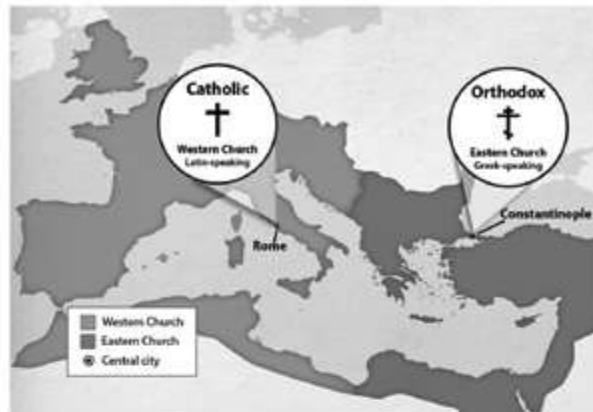 Catholic
Western Church
Latin-speaking
Orthodox
Eastern Church
Greek-speaking
Constantinople
Rome
Western Church
Eastern Church
Central city